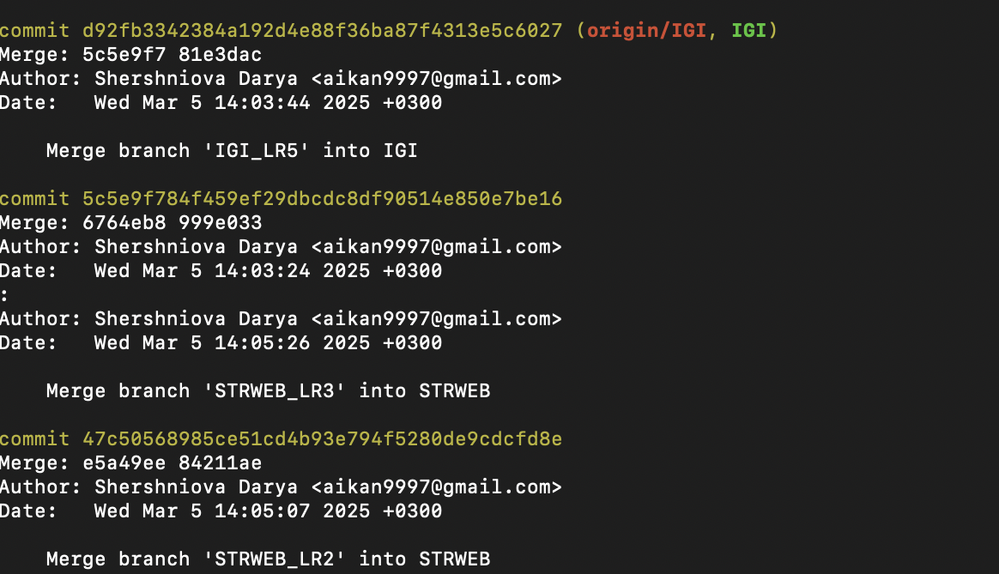 commit d92fb3342384a192d4e88f36ba87f4313e5c6027 (origin/IGI, IGI)
Merge: 5c5e9f7 81e3dac
Author: Shershniova Darya <aikan9997@gmail.com>
Date:   Wed Mar 5 14:03:44 2025 +0300
    Merge branch 'IGI_LR5' into IGI
commit 5c5e9f784f459ef29dbcdc8df90514e850e7be16
Merge: 6764eb8 999e033
Author: Shershniova Darya <aikan9997@gmail.com>
Date:   Wed Mar 5 14:03:24 2025 +0300
:
Author: Shershniova Darya <aikan9997@gmail.com>
Date:   Wed Mar 5 14:05:26 2025 +0300
    Merge branch 'STRWEB_LR3' into STRWEB
commit 47c50568985ce51cd4b93e794f5280de9cdcfd8e
Merge: e5a49ee 84211ae
Author: Shershniova Darya <aikan9997@gmail.com>
Date:   Wed Mar 5 14:05:07 2025 +0300
    Merge branch 'STRWEB_LR2' into STRWEB